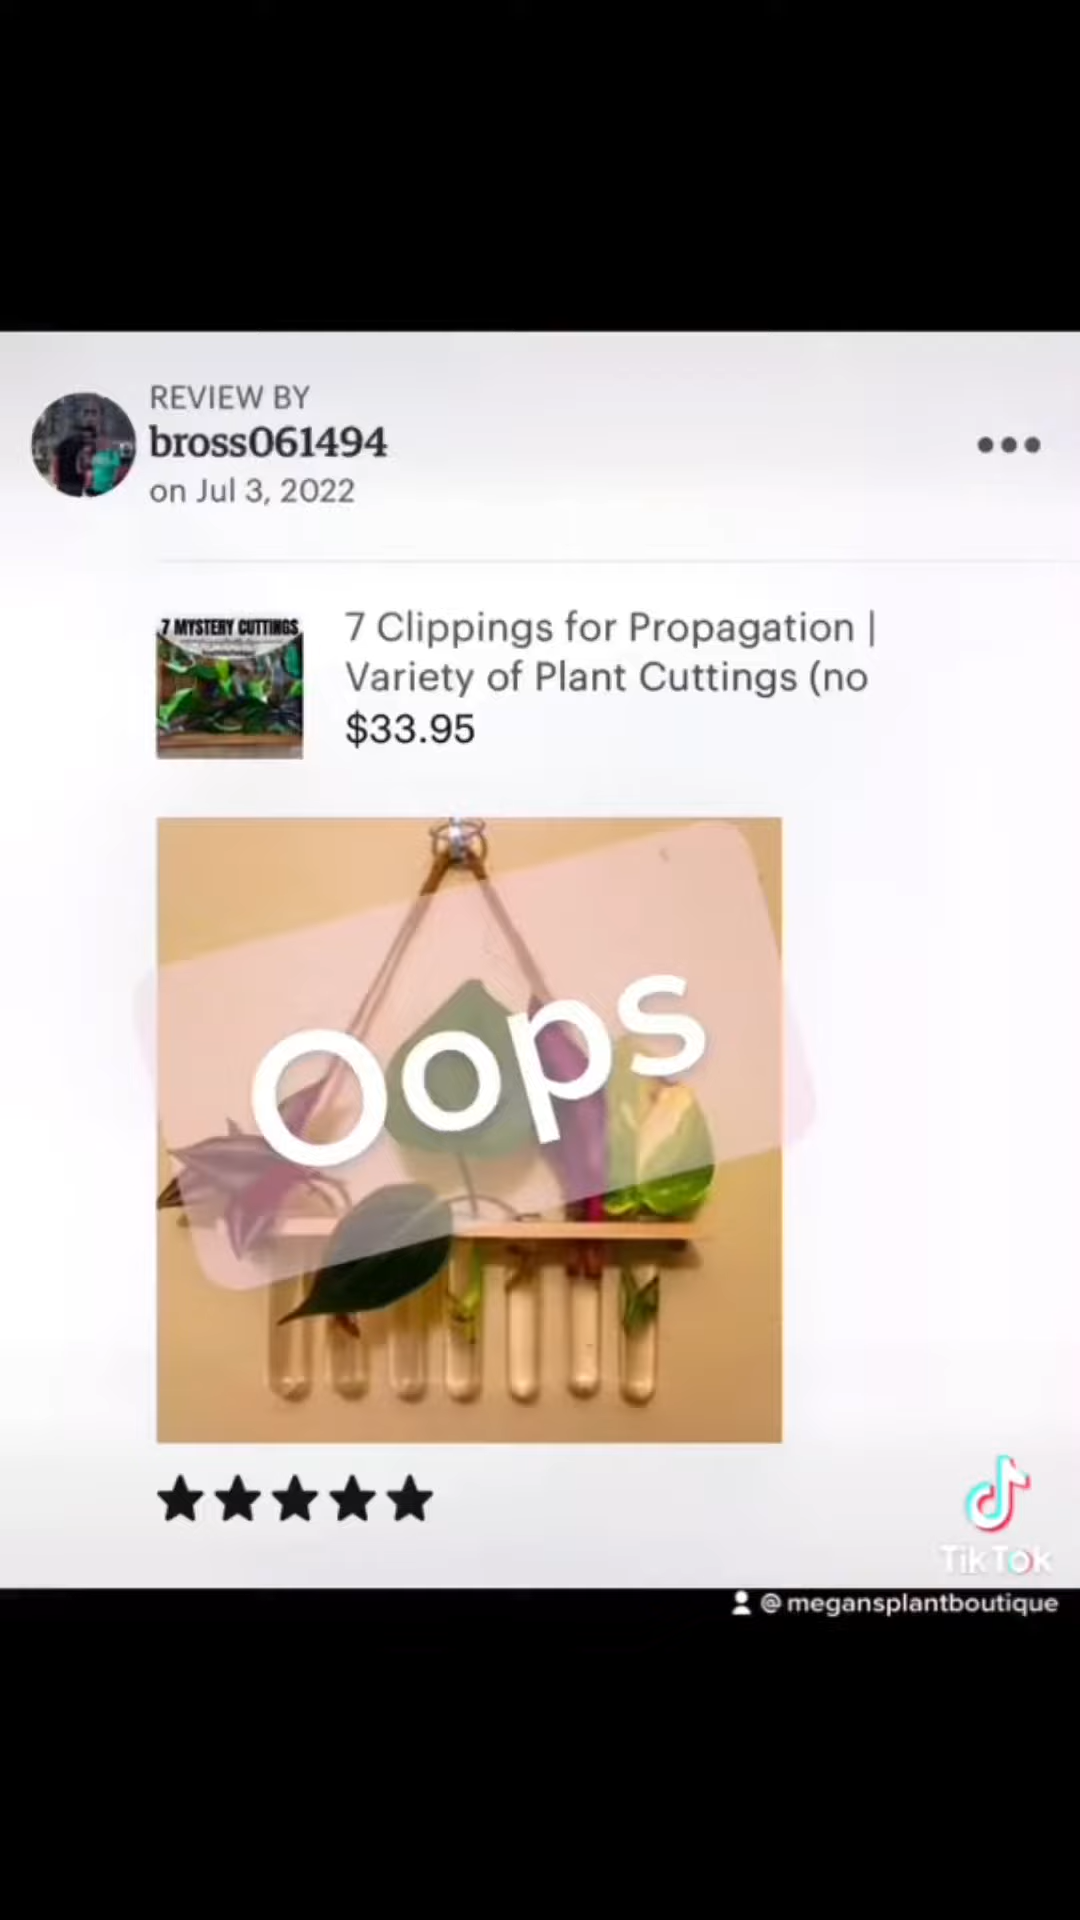 REVIEW BY
bross061494
on Jul 3, 2022
7 MYSTERY CUTTINGS
7 Clippings for Propagation |
Variety of Plant Cuttings (no
$33.95
Oops
TikTok
@megansplantboutique